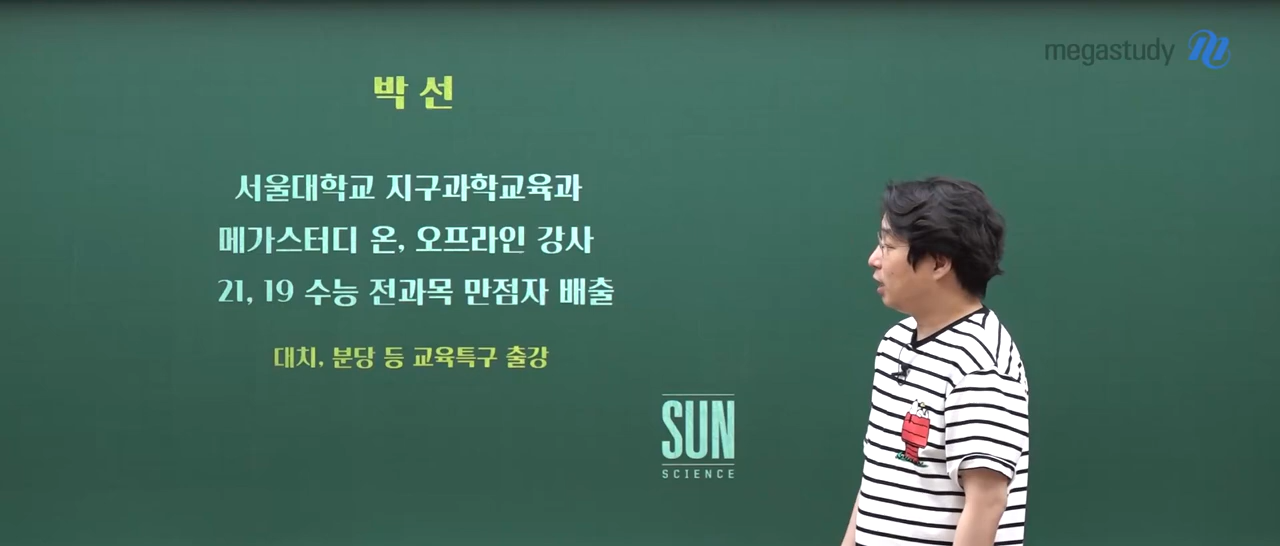 megastudy
박 선
서울대학교 지구과학교육과
메가스터디 온, 오프라인 강사
21, 19 수능 전과목 만점자 배출
대치, 분당 등 교육특구 출강
SUN
SCIENCE